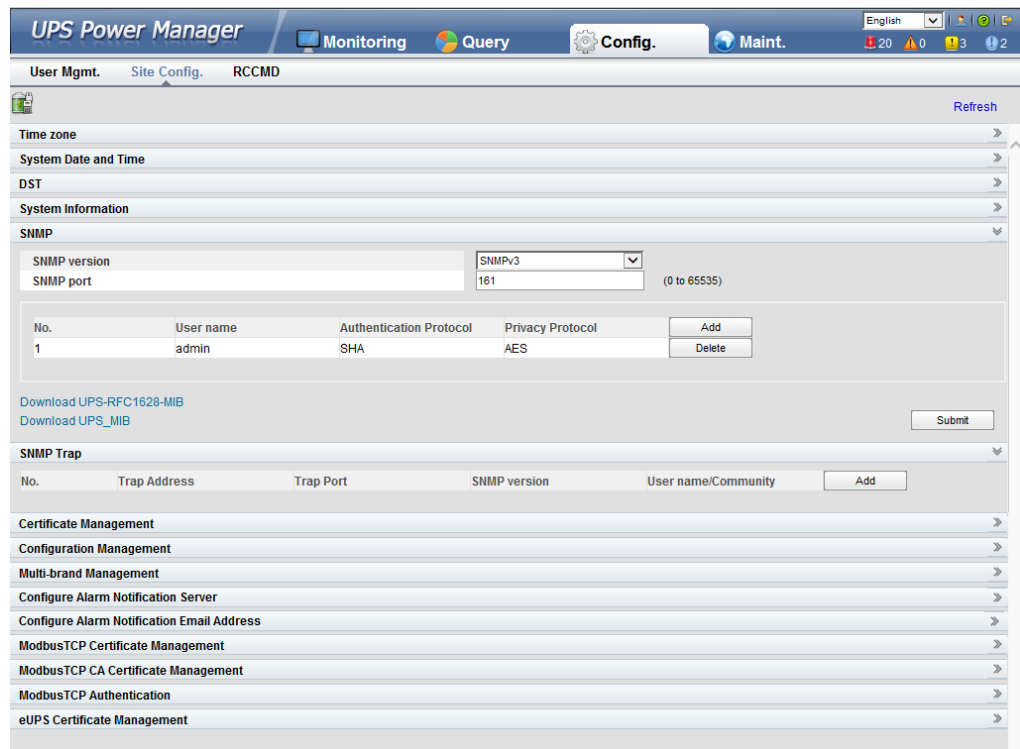 UPS Power Manager
Monitoring Query Config. Maint.
English
20 0 3 2
User Mgmt. Site Config. RCCMD
Refresh
Time zone
System Date and Time
DST
System Information
SNMP
SNMP version SNMPv3
SNMP port 161 (0 to 65535)
No. User name Authentication Protocol Privacy Protocol Add
1 admin SHA AES Delete
Download UPS-RFC1628-MIB
Download UPS_MIB Submit
SNMP Trap
No. Trap Address Trap Port SNMP version User name/Community Add
Certificate Management
Configuration Management
Multi-brand Management
Configure Alarm Notification Server
Configure Alarm Notification Email Address
ModbusTCP Certificate Management
ModbusTCP CA Certificate Management
ModbusTCP Authentication
eUPS Certificate Management